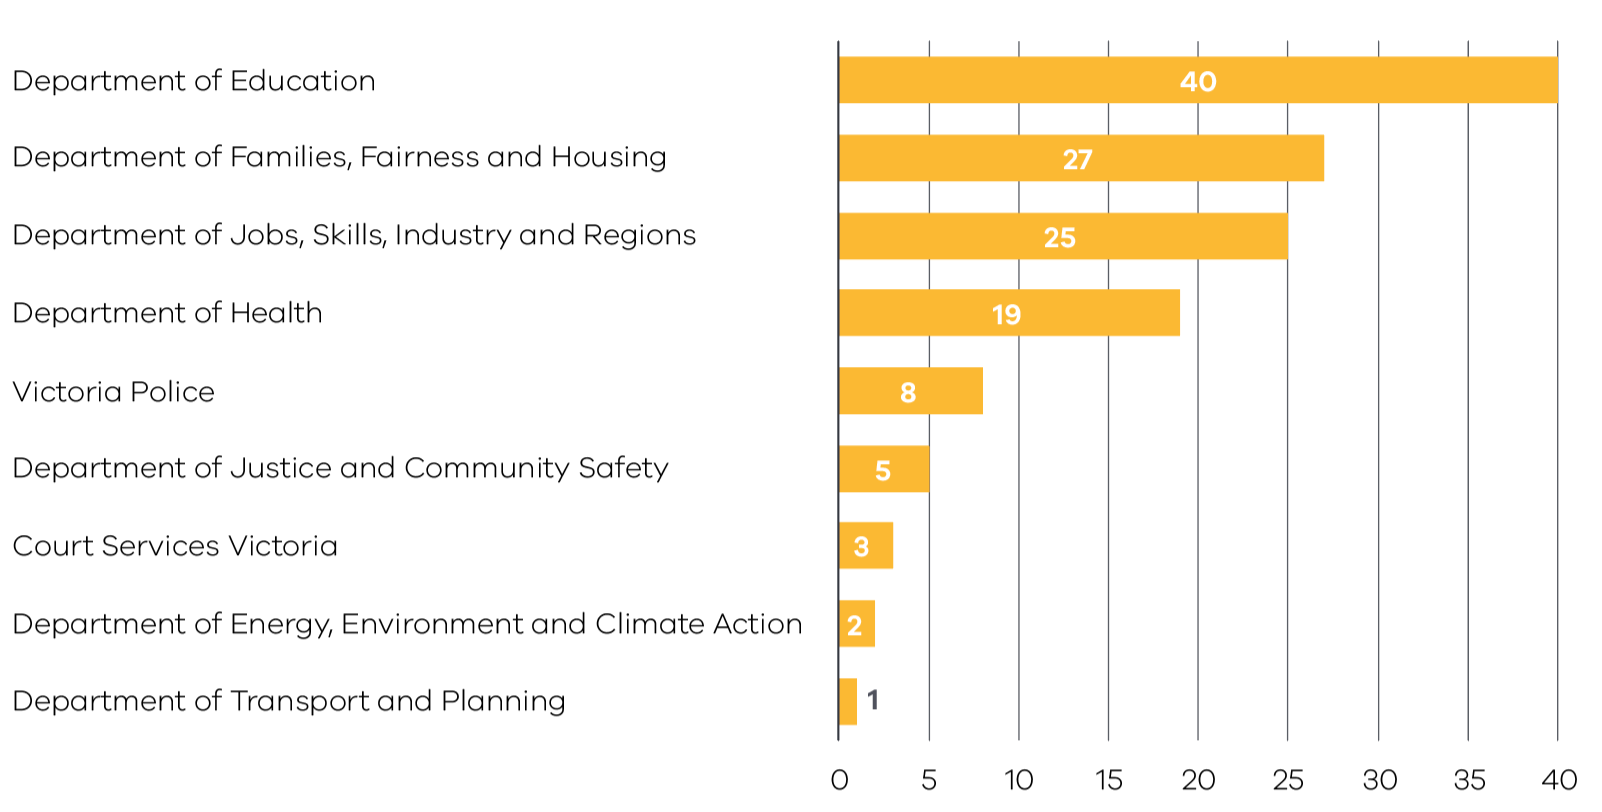 Department of Education 40
Department of Families, Fairness and Housing 27
Department of Jobs, Skills, Industry and Regions 25
Department of Health 19
Victoria Police 8
Department of Justice and Community Safety 5
Court Services Victoria 3
Department of Energy, Environment and Climate Action 2
Department of Transport and Planning 1
0 5 10 15 20 25 30 35 40